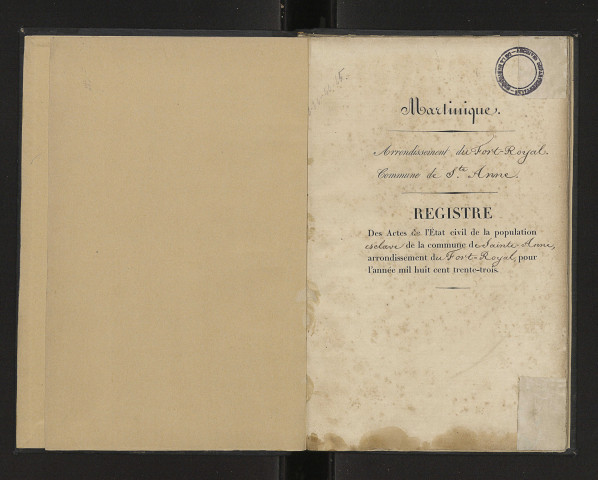 Martinique.
Arrondissement du Fort-Royal.
Commune de Ste Anne.
REGISTRE
Des Actes de l'État civil de la population
esclave de la commune de Sainte-Anne,
arrondissement du Fort-Royal, pour
l'année mil huit cent trente-trois.